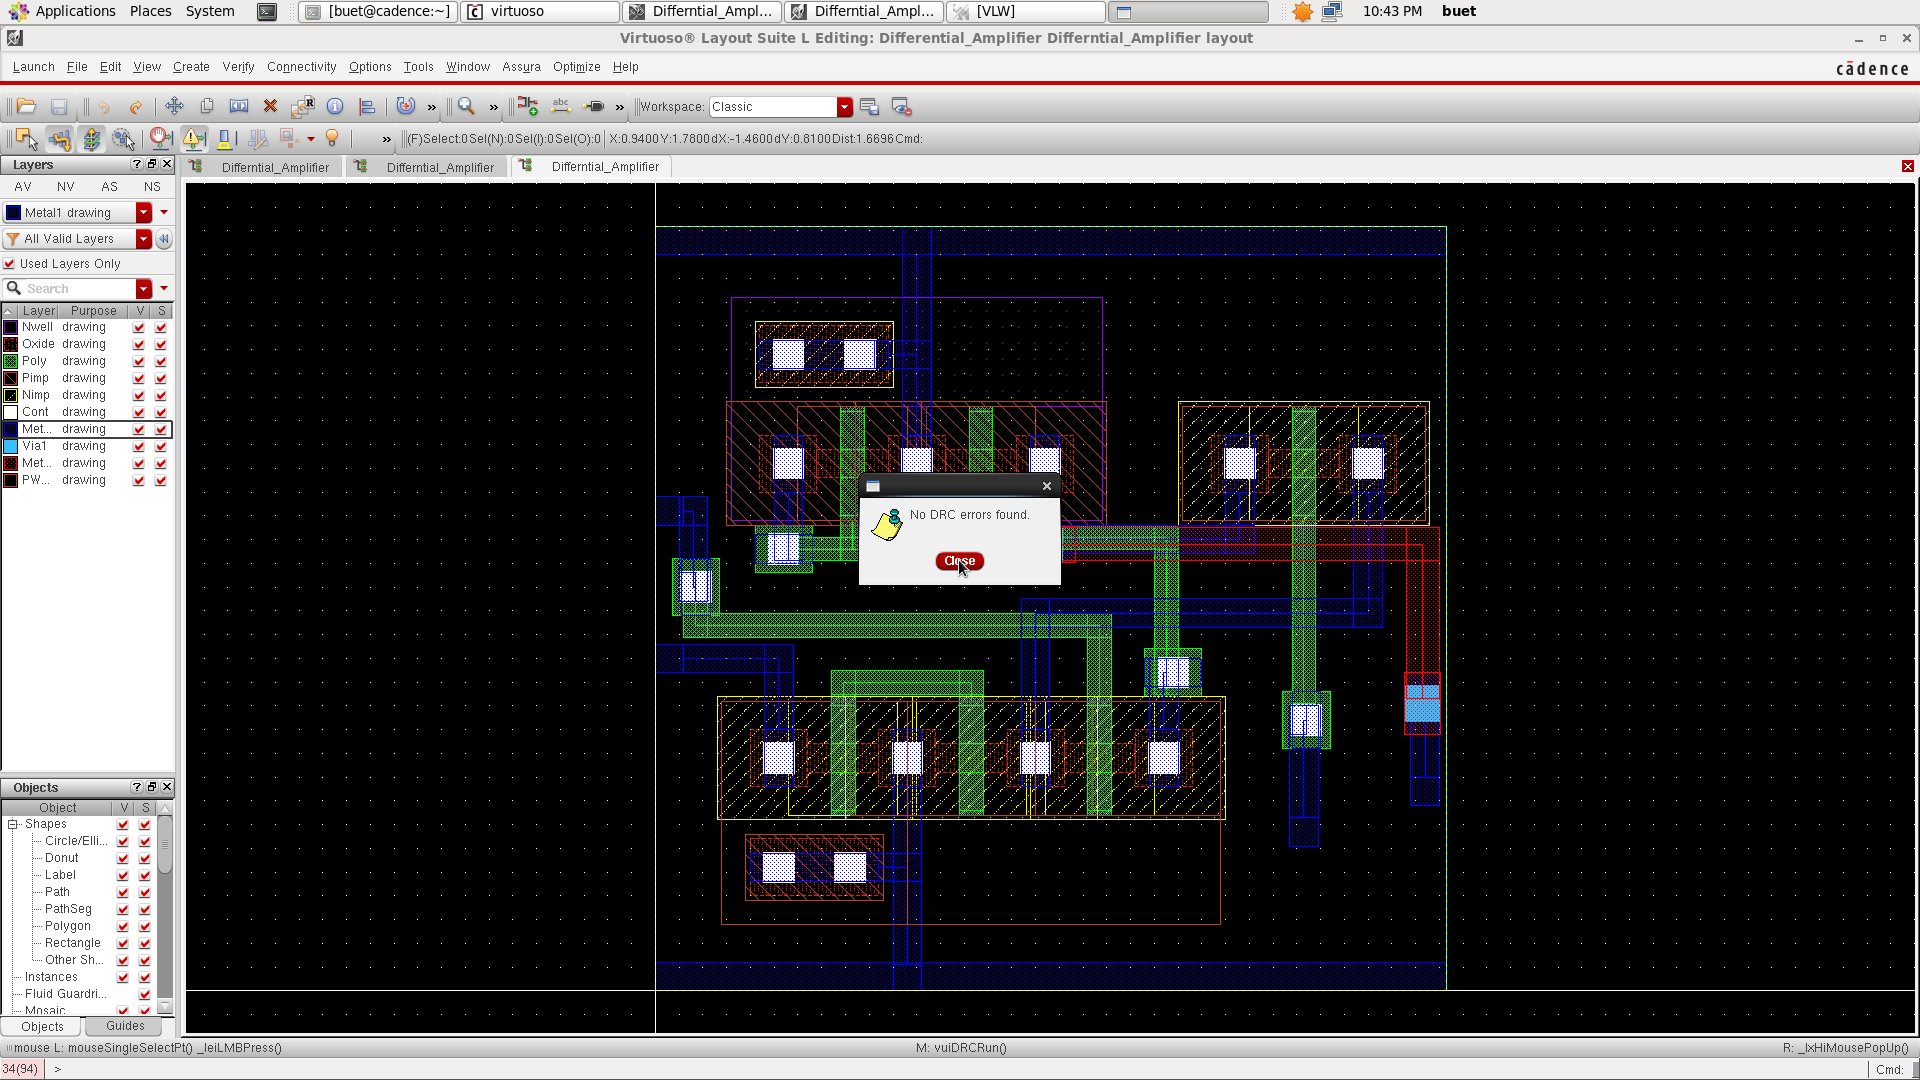 Applications Places System [buet@cadence:~] virtuoso Differntial_Ampl... Differntial_Ampl... [VLW] 10:43 PM buet
Virtuoso® Layout Suite L Editing: Differential_Amplifier Differntial_Amplifier layout
Launch File Edit View Create Verify Connectivity Options Tools Window Assura Optimize Help cādence
» » abc » Workspace: Classic
» (F)Select:0 Sel(N):0 Sel(I):0 Sel(O):0 X:0.9400 Y:1.7800 dX:-1.4600 dY:0.8100 Dist:1.6696 Cmd:
Layers
Differntial_Amplifier Differntial_Amplifier Differntial_Amplifier
AV NV AS NS
Metal1 drawing
All Valid Layers
Used Layers Only
Search
Layer Purpose V S
Nwell drawing
Oxide drawing
Poly drawing
Pimp drawing
Nimp drawing
Cont drawing
Met... drawing
Via1 drawing
Met... drawing
PW... drawing
No DRC errors found.
Close
Objects
Object V S
Shapes
Circle/Elli...
Donut
Label
Path
PathSeg
Polygon
Rectangle
Other Sh...
Instances
Fluid Guardri...
Mosaic
Objects Guides
mouse L: mouseSingleSelectPt() _leiLMBPress() M: vuiDRCRun() R: _lxHiMousePopUp()
34(94) > Cmd: